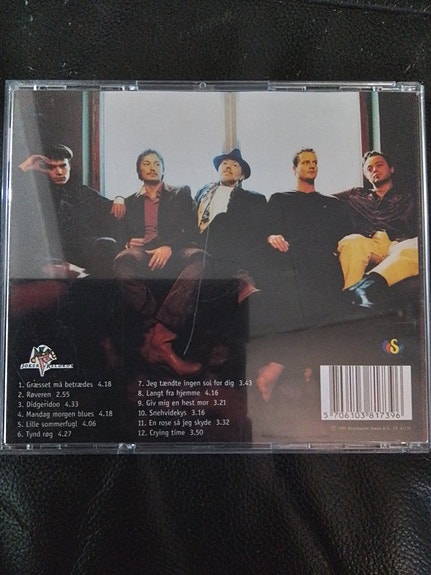 1. Græsset må betrædes 4.18
2. Røveren 2.55
3. Didgeridoo 4.33
4. Mandag morgen blues 4.18
5. Lille sommerfugl 4.06
6. Tynd røg 4.27
7. Jeg tændte ingen sol for dig 3.43
8. Langt fra hjemme 4.16
9. Giv mig en hest mor 3.21
10. Snehvidekys 3.16
11. En rose så jeg skyde 3.32
12. Crying time 3.50
S
5 706103 817396